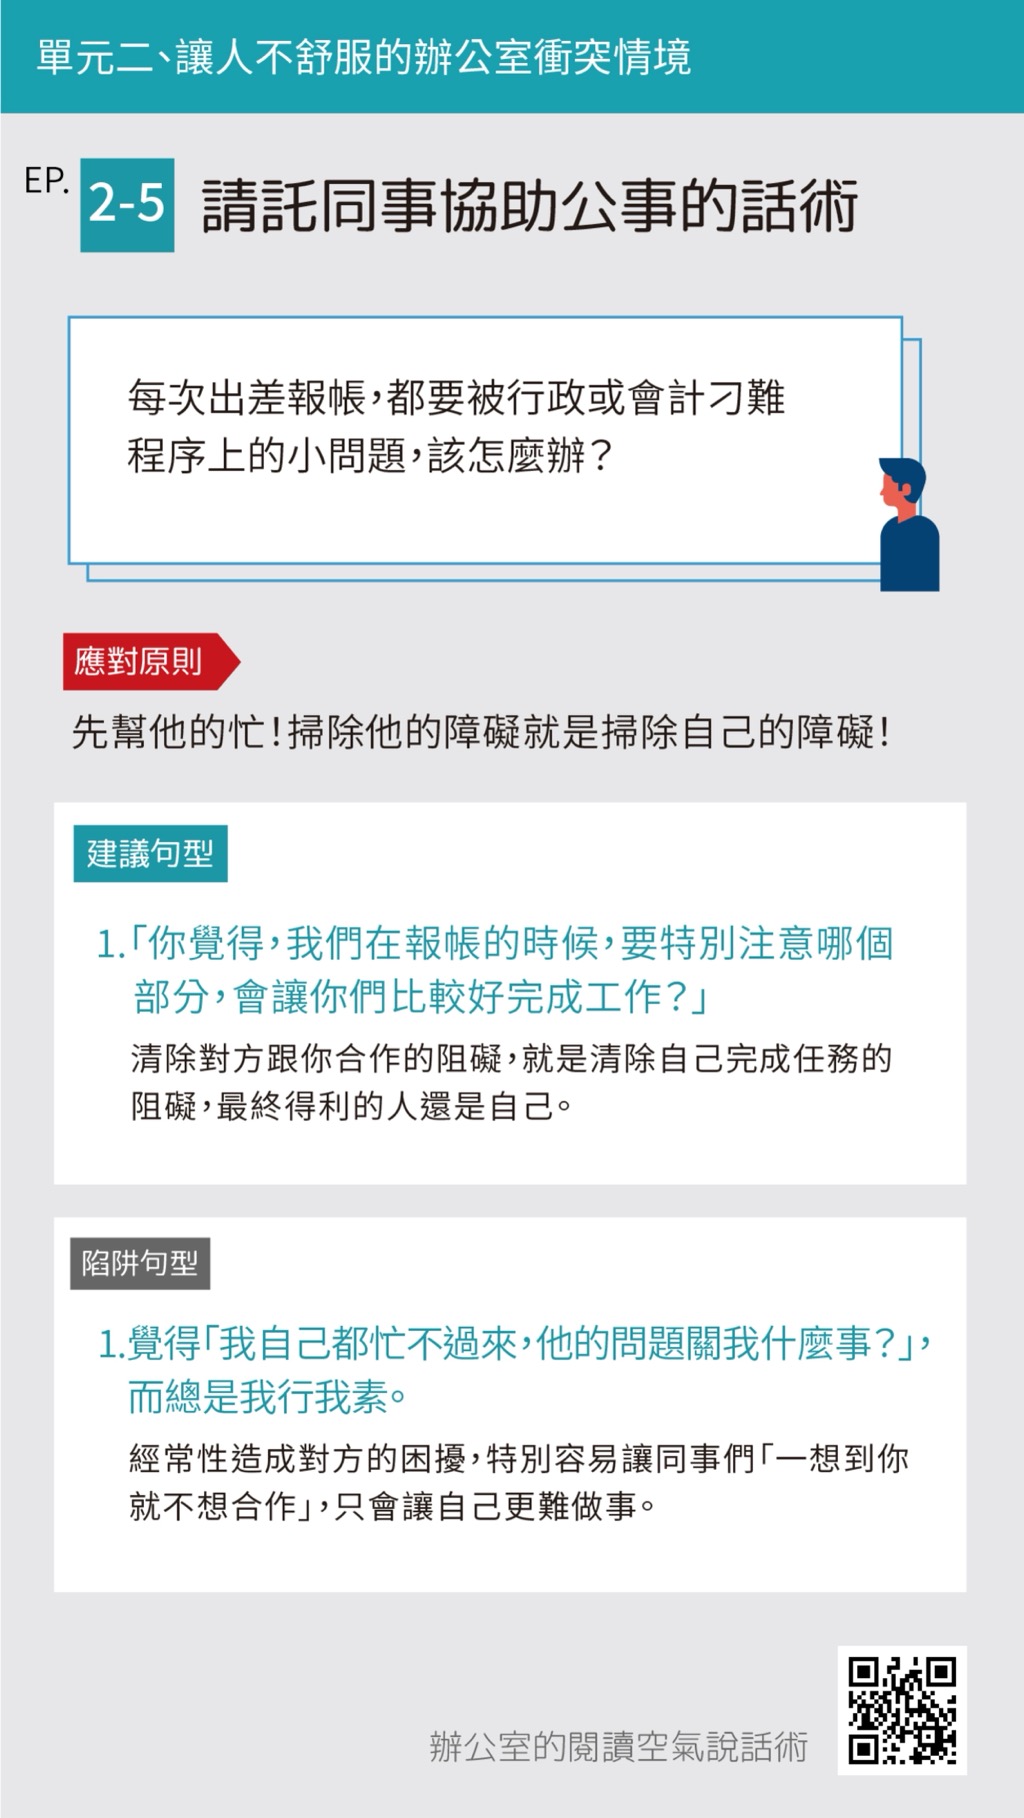 單元二、讓人不舒服的辦公室衝突情境
EP. 2-5 請託同事協助公事的話術
每次出差報帳，都要被行政或會計刁難
程序上的小問題，該怎麼辦？
應對原則
先幫他的忙！掃除他的障礙就是掃除自己的障礙！
建議句型
1.「你覺得，我們在報帳的時候，要特別注意哪個
部分，會讓你們比較好完成工作？」
清除對方跟你合作的阻礙，就是清除自己完成任務的
阻礙，最終得利的人還是自己。
陷阱句型
1.覺得「我自己都忙不過來，他的問題關我什麼事？」，
而總是我行我素。
經常性造成對方的困擾，特別容易讓同事們「一想到你
就不想合作」，只會讓自己更難做事。
辦公室的閱讀空氣說話術